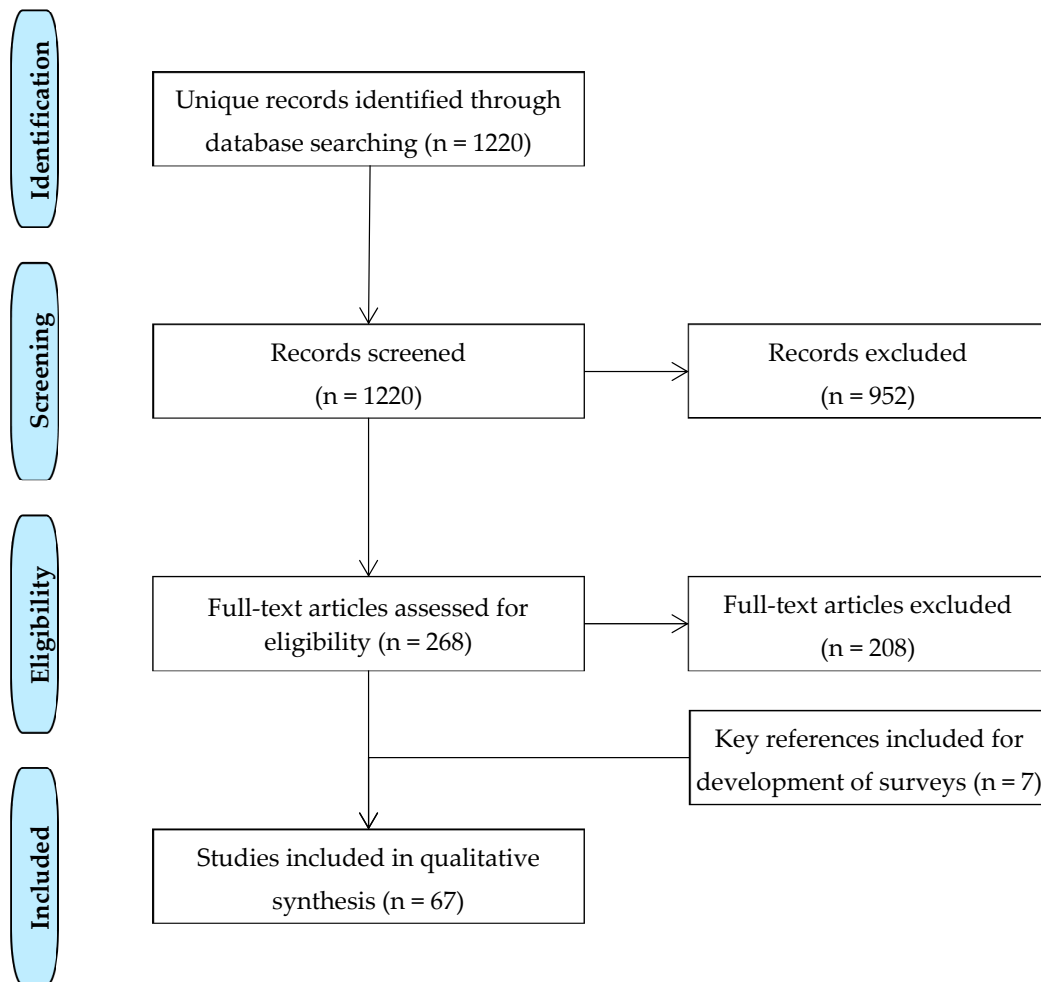 Identification
Unique records identified through
database searching (n = 1220)
Screening
Records screened
(n = 1220)
Records excluded
(n = 952)
Eligibility
Full-text articles assessed for
eligibility (n = 268)
Full-text articles excluded
(n = 208)
Key references included for
development of surveys (n = 7)
Included
Studies included in qualitative
synthesis (n = 67)